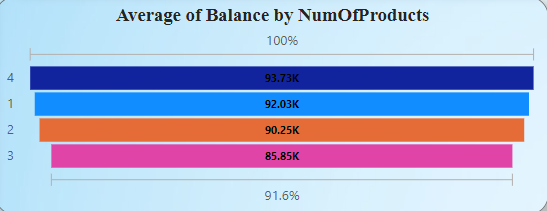 Average of Balance by NumOfProducts
100%
4 93.73K
1 92.03K
2 90.25K
3 85.85K
91.6%